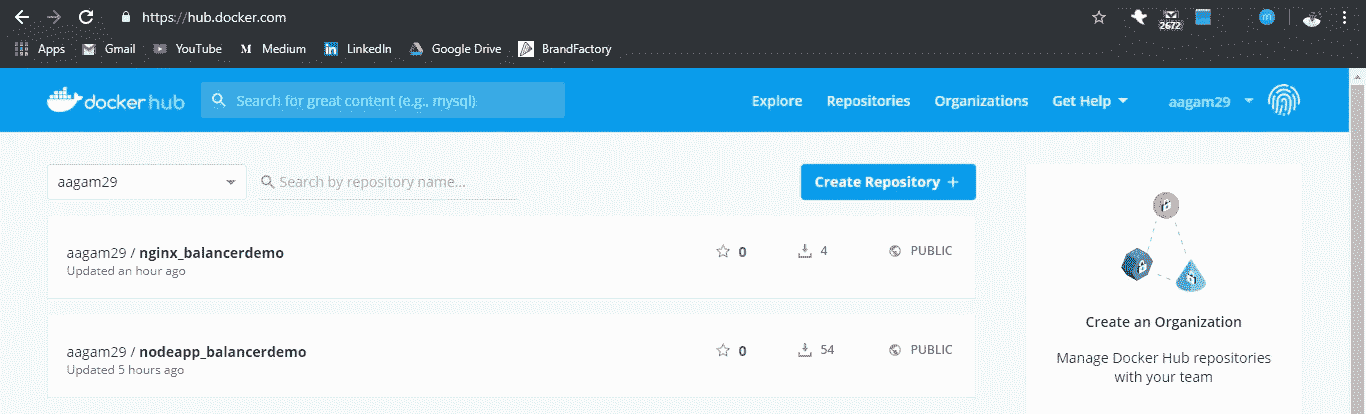 https://hub.docker.com
2672
Apps Gmail YouTube Medium LinkedIn Google Drive BrandFactory
docker hub Search for great content (e.g., mysql) Explore Repositories Organizations Get Help aagam29
aagam29 Search by repository name... Create Repository +
aagam29 / nginx_balancerdemo 0 4 PUBLIC
Updated an hour ago
aagam29 / nodeapp_balancerdemo 0 54 PUBLIC
Updated 5 hours ago
Create an Organization
Manage Docker Hub repositories
with your team